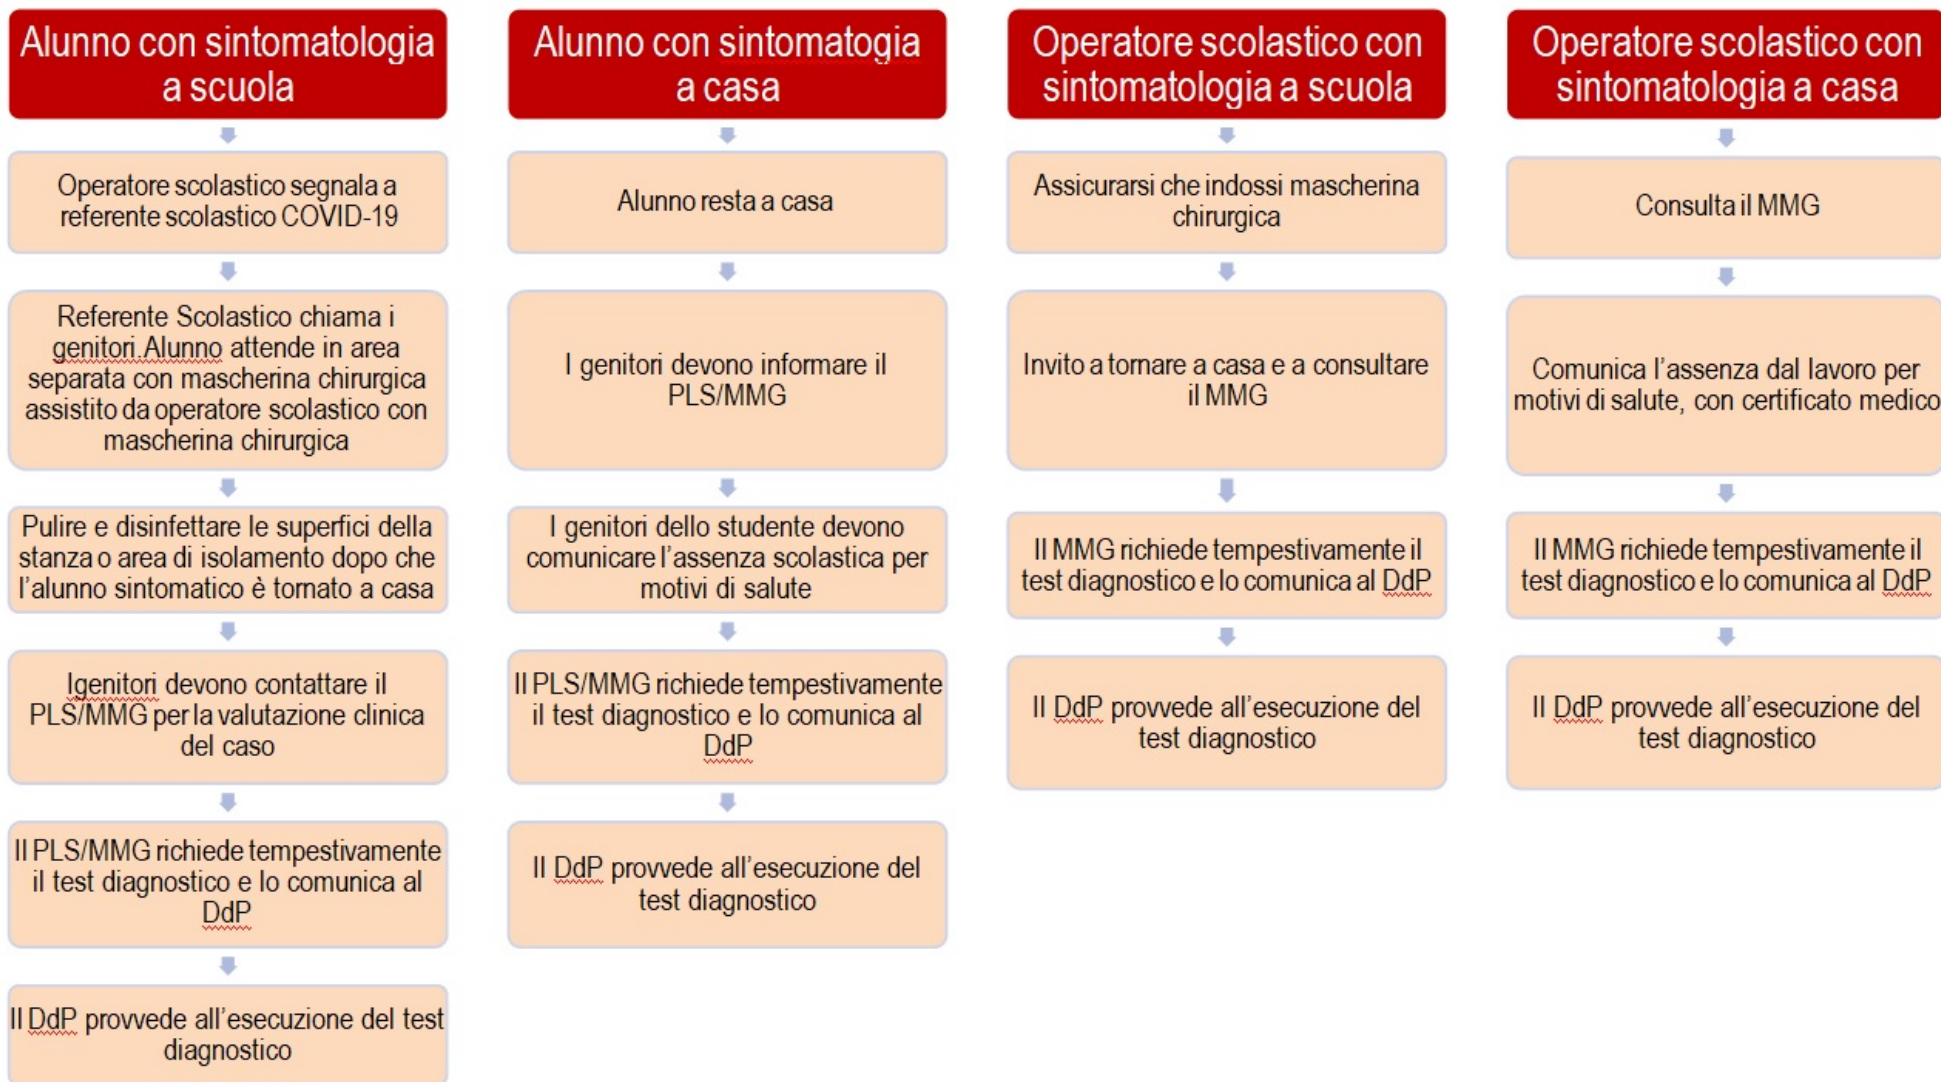 Alunno con sintomatologia
a scuola
Operatore scolastico segnala a
referente scolastico COVID-19
Referente Scolastico chiama i
genitori.Alunno attende in area
separata con mascherina chirurgica
assistito da operatore scolastico con
mascherina chirurgica
Pulire e disinfettare le superfici della
stanza o area di isolamento dopo che
l'alunno sintomatico è tornato a casa
Igenitori devono contattare il
PLS/MMG per la valutazione clinica
del caso
Il PLS/MMG richiede tempestivamente
il test diagnostico e lo comunica al
DdP
Il DdP provvede all'esecuzione del test
diagnostico
Alunno con sintomatogia
a casa
Alunno resta a casa
I genitori devono informare il
PLS/MMG
I genitori dello studente devono
comunicare l'assenza scolastica per
motivi di salute
Il PLS/MMG richiede tempestivamente
il test diagnostico e lo comunica al
DdP
Il DdP provvede all'esecuzione del
test diagnostico
Operatore scolastico con
sintomatologia a scuola
Assicurarsi che indossi mascherina
chirurgica
Invito a tornare a casa e a consultare
il MMG
Il MMG richiede tempestivamente il
test diagnostico e lo comunica al DdP
Il DdP provvede all'esecuzione del
test diagnostico
Operatore scolastico con
sintomatologia a casa
Consulta il MMG
Comunica l'assenza dal lavoro per
motivi di salute, con certificato medico
Il MMG richiede tempestivamente il
test diagnostico e lo comunica al DdP
Il DdP provvede all'esecuzione del
test diagnostico